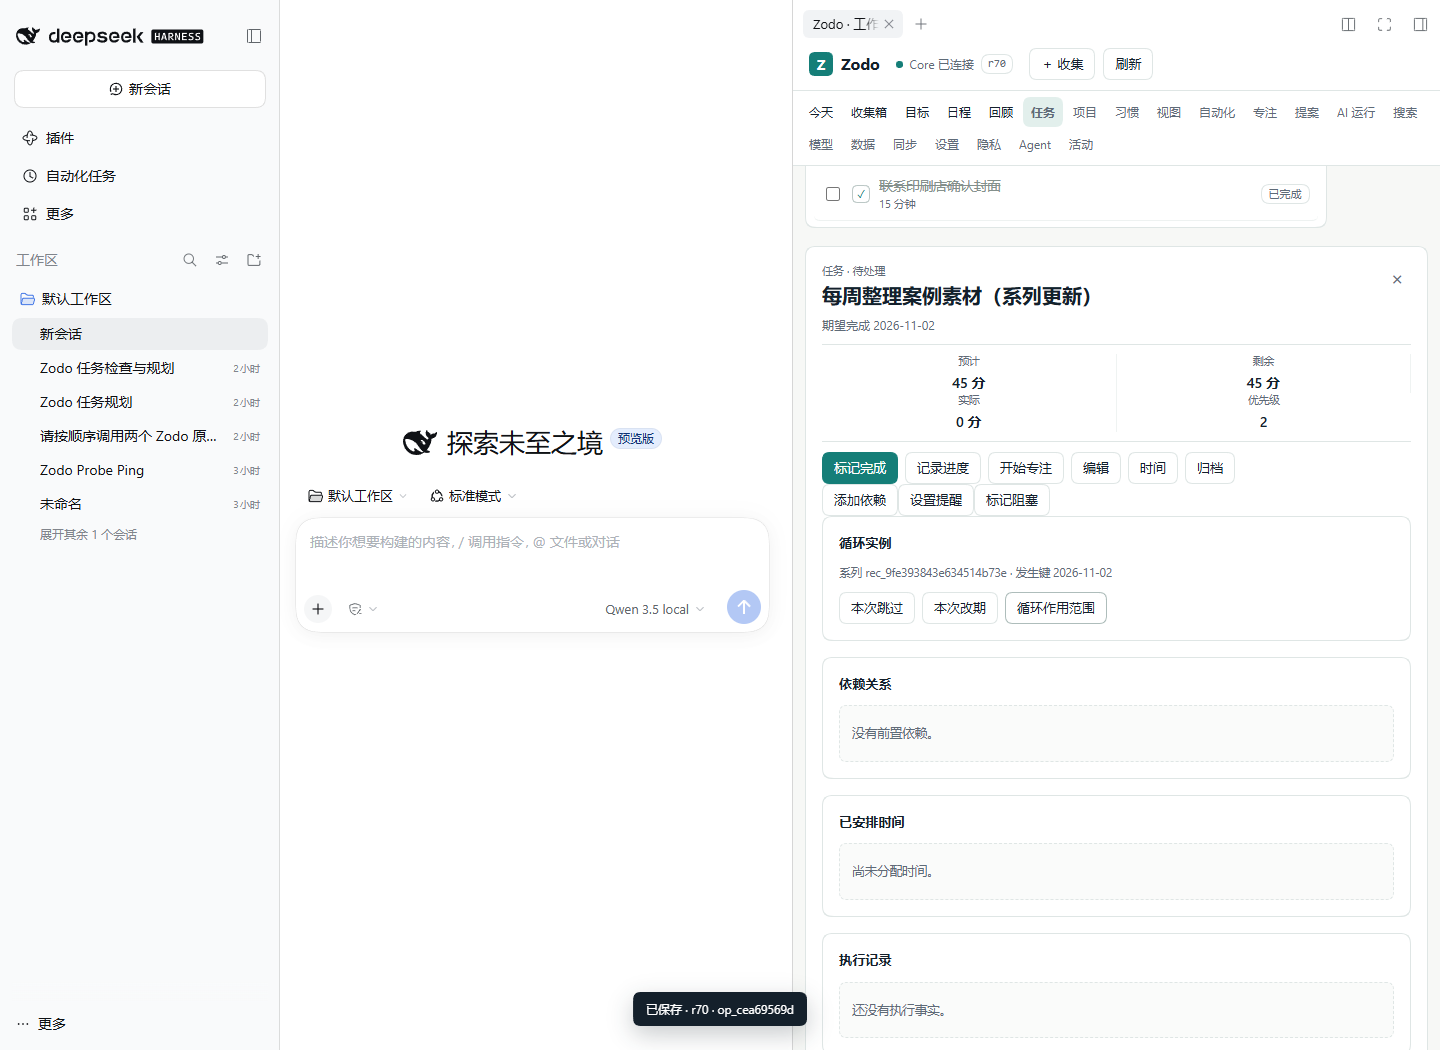 deepseek HARNESS
新会话
插件
自动化任务
更多
工作区
默认工作区
新会话
Zodo 任务检查与规划 2 小时
Zodo 任务规划 2 小时
请按顺序调用两个 Zodo 原... 2 小时
Zodo Probe Ping 3 小时
未命名 3 小时
展开其余 1 个会话
更多
探索未至之境 预览版
默认工作区 标准模式
描述你想要构建的内容, / 调用指令, @ 文件或对话
Qwen 3.5 local
Zodo · 工作
Z Zodo Core 已连接 r70 + 收集 刷新
今天 收集箱 目标 日程 回顾 任务 项目 习惯 视图 自动化 专注 提案 AI 运行 搜索
模型 数据 同步 设置 隐私 Agent 活动
联系印刷店确认封面
15 分钟
已完成
任务 · 待处理
每周整理案例素材（系列更新）
期望完成 2026-11-02
预计 剩余
45 分 45 分
实际 优先级
0 分 2
标记完成 记录进度 开始专注 编辑 时间 归档
添加依赖 设置提醒 标记阻塞
循环实例
系列 rec_9fe393843e634514b73e · 发生键 2026-11-02
本次跳过 本次改期 循环作用范围
依赖关系
没有前置依赖。
已安排时间
尚未分配时间。
执行记录
还没有执行事实。
已保存 · r70 · op_cea69569d